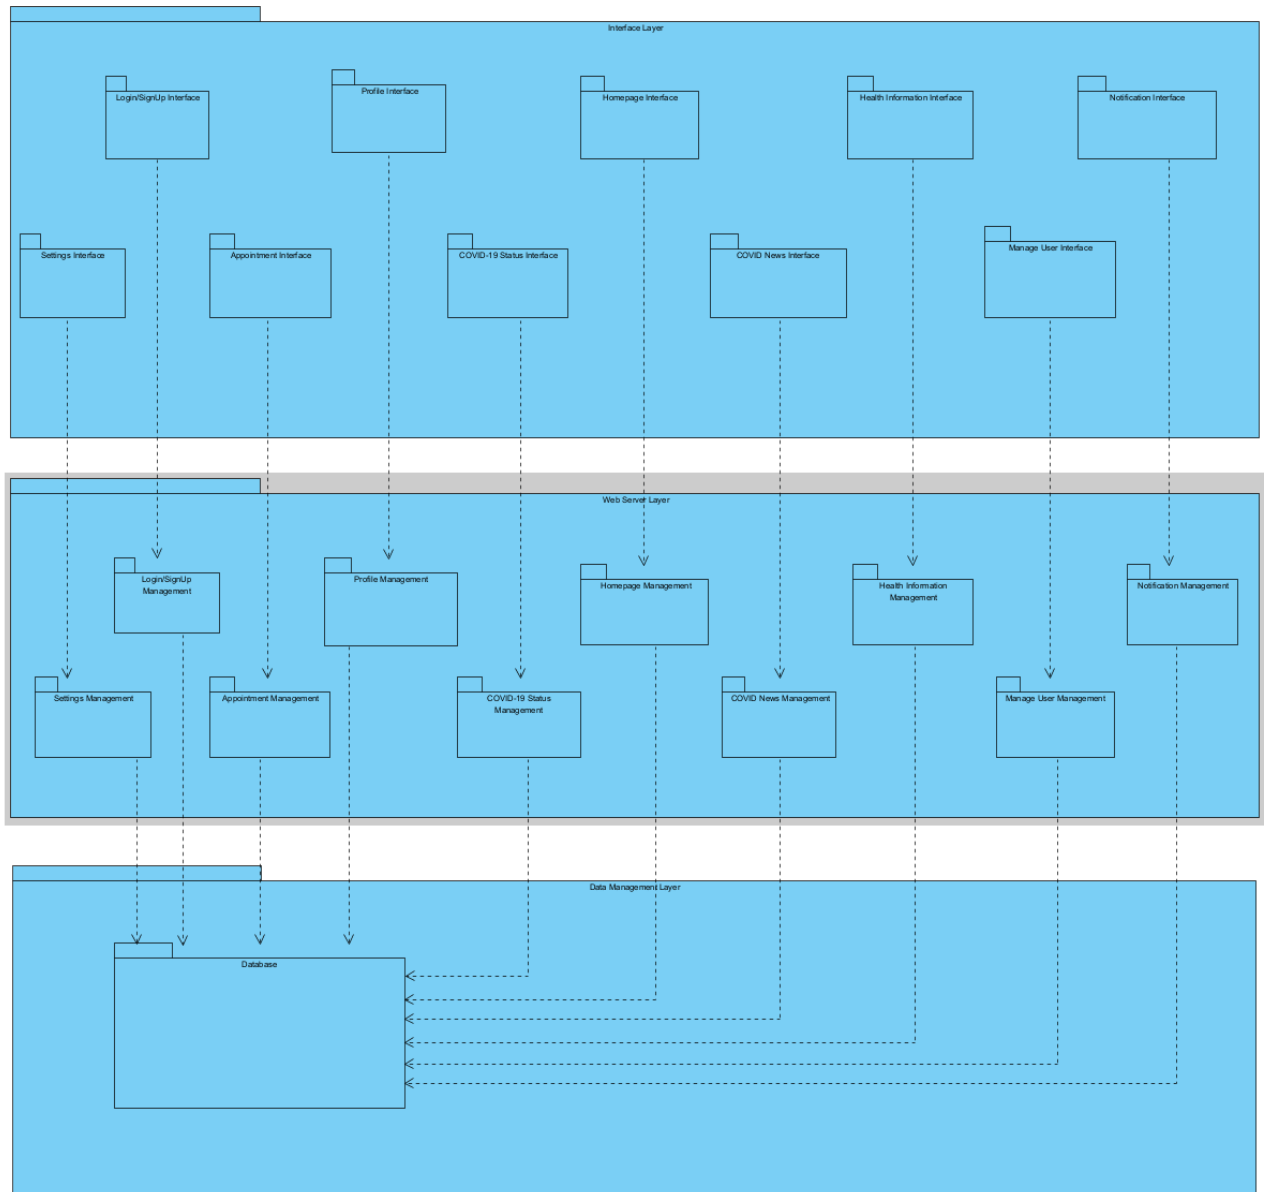 Interface Layer
Login/SignUp Interface
Profile Interface
Homepage Interface
Health Information Interface
Notification Interface
Settings Interface
Appointment Interface
COVID-19 Status Interface
COVID News Interface
Manage User Interface
Web Server Layer
Login/SignUp
Management
Profile Management
Homepage Management
Health Information
Management
Notification Management
Settings Management
Appointment Management
COVID-19 Status
Management
COVID News Management
Manage User Management
Data Management Layer
Database